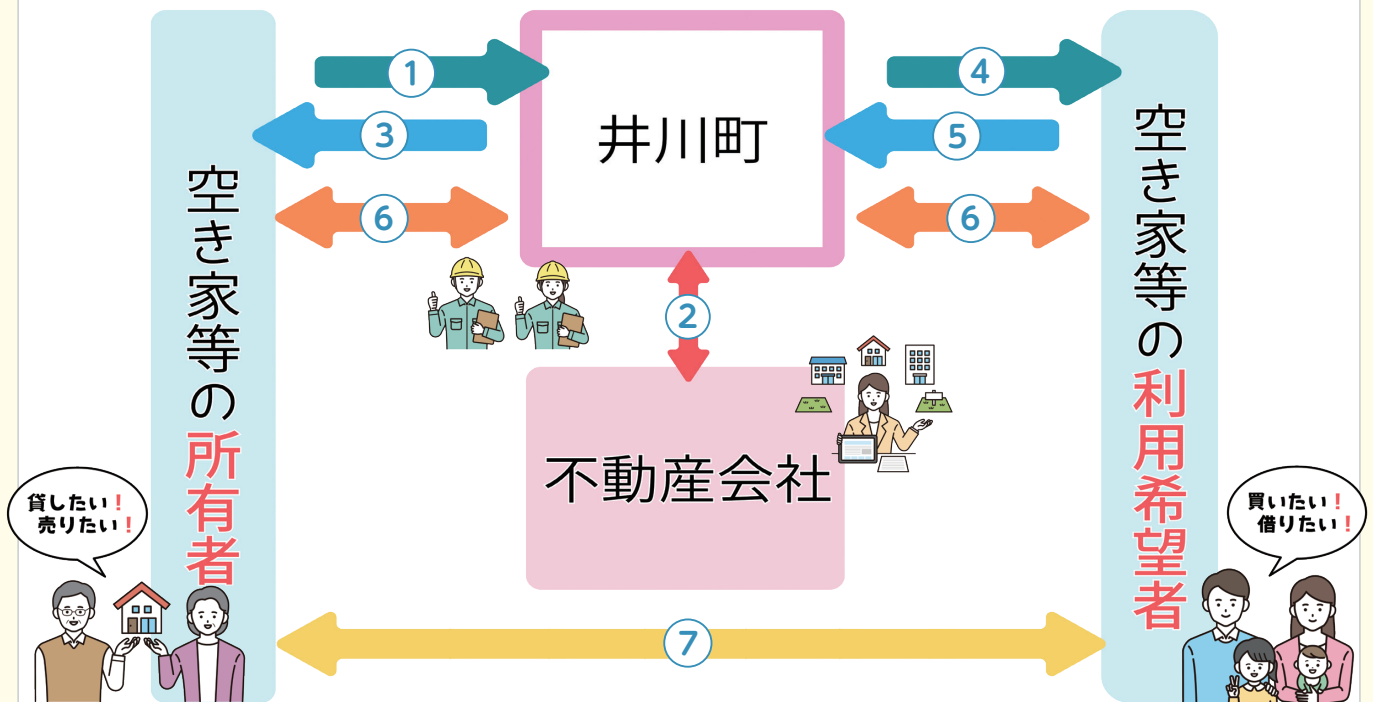 空き家等の所有者
貸したい！
売りたい！
①
③
⑥
井川町
②
不動産会社
④
⑤
⑥
⑦
空き家等の利用希望者
買いたい！
借りたい！